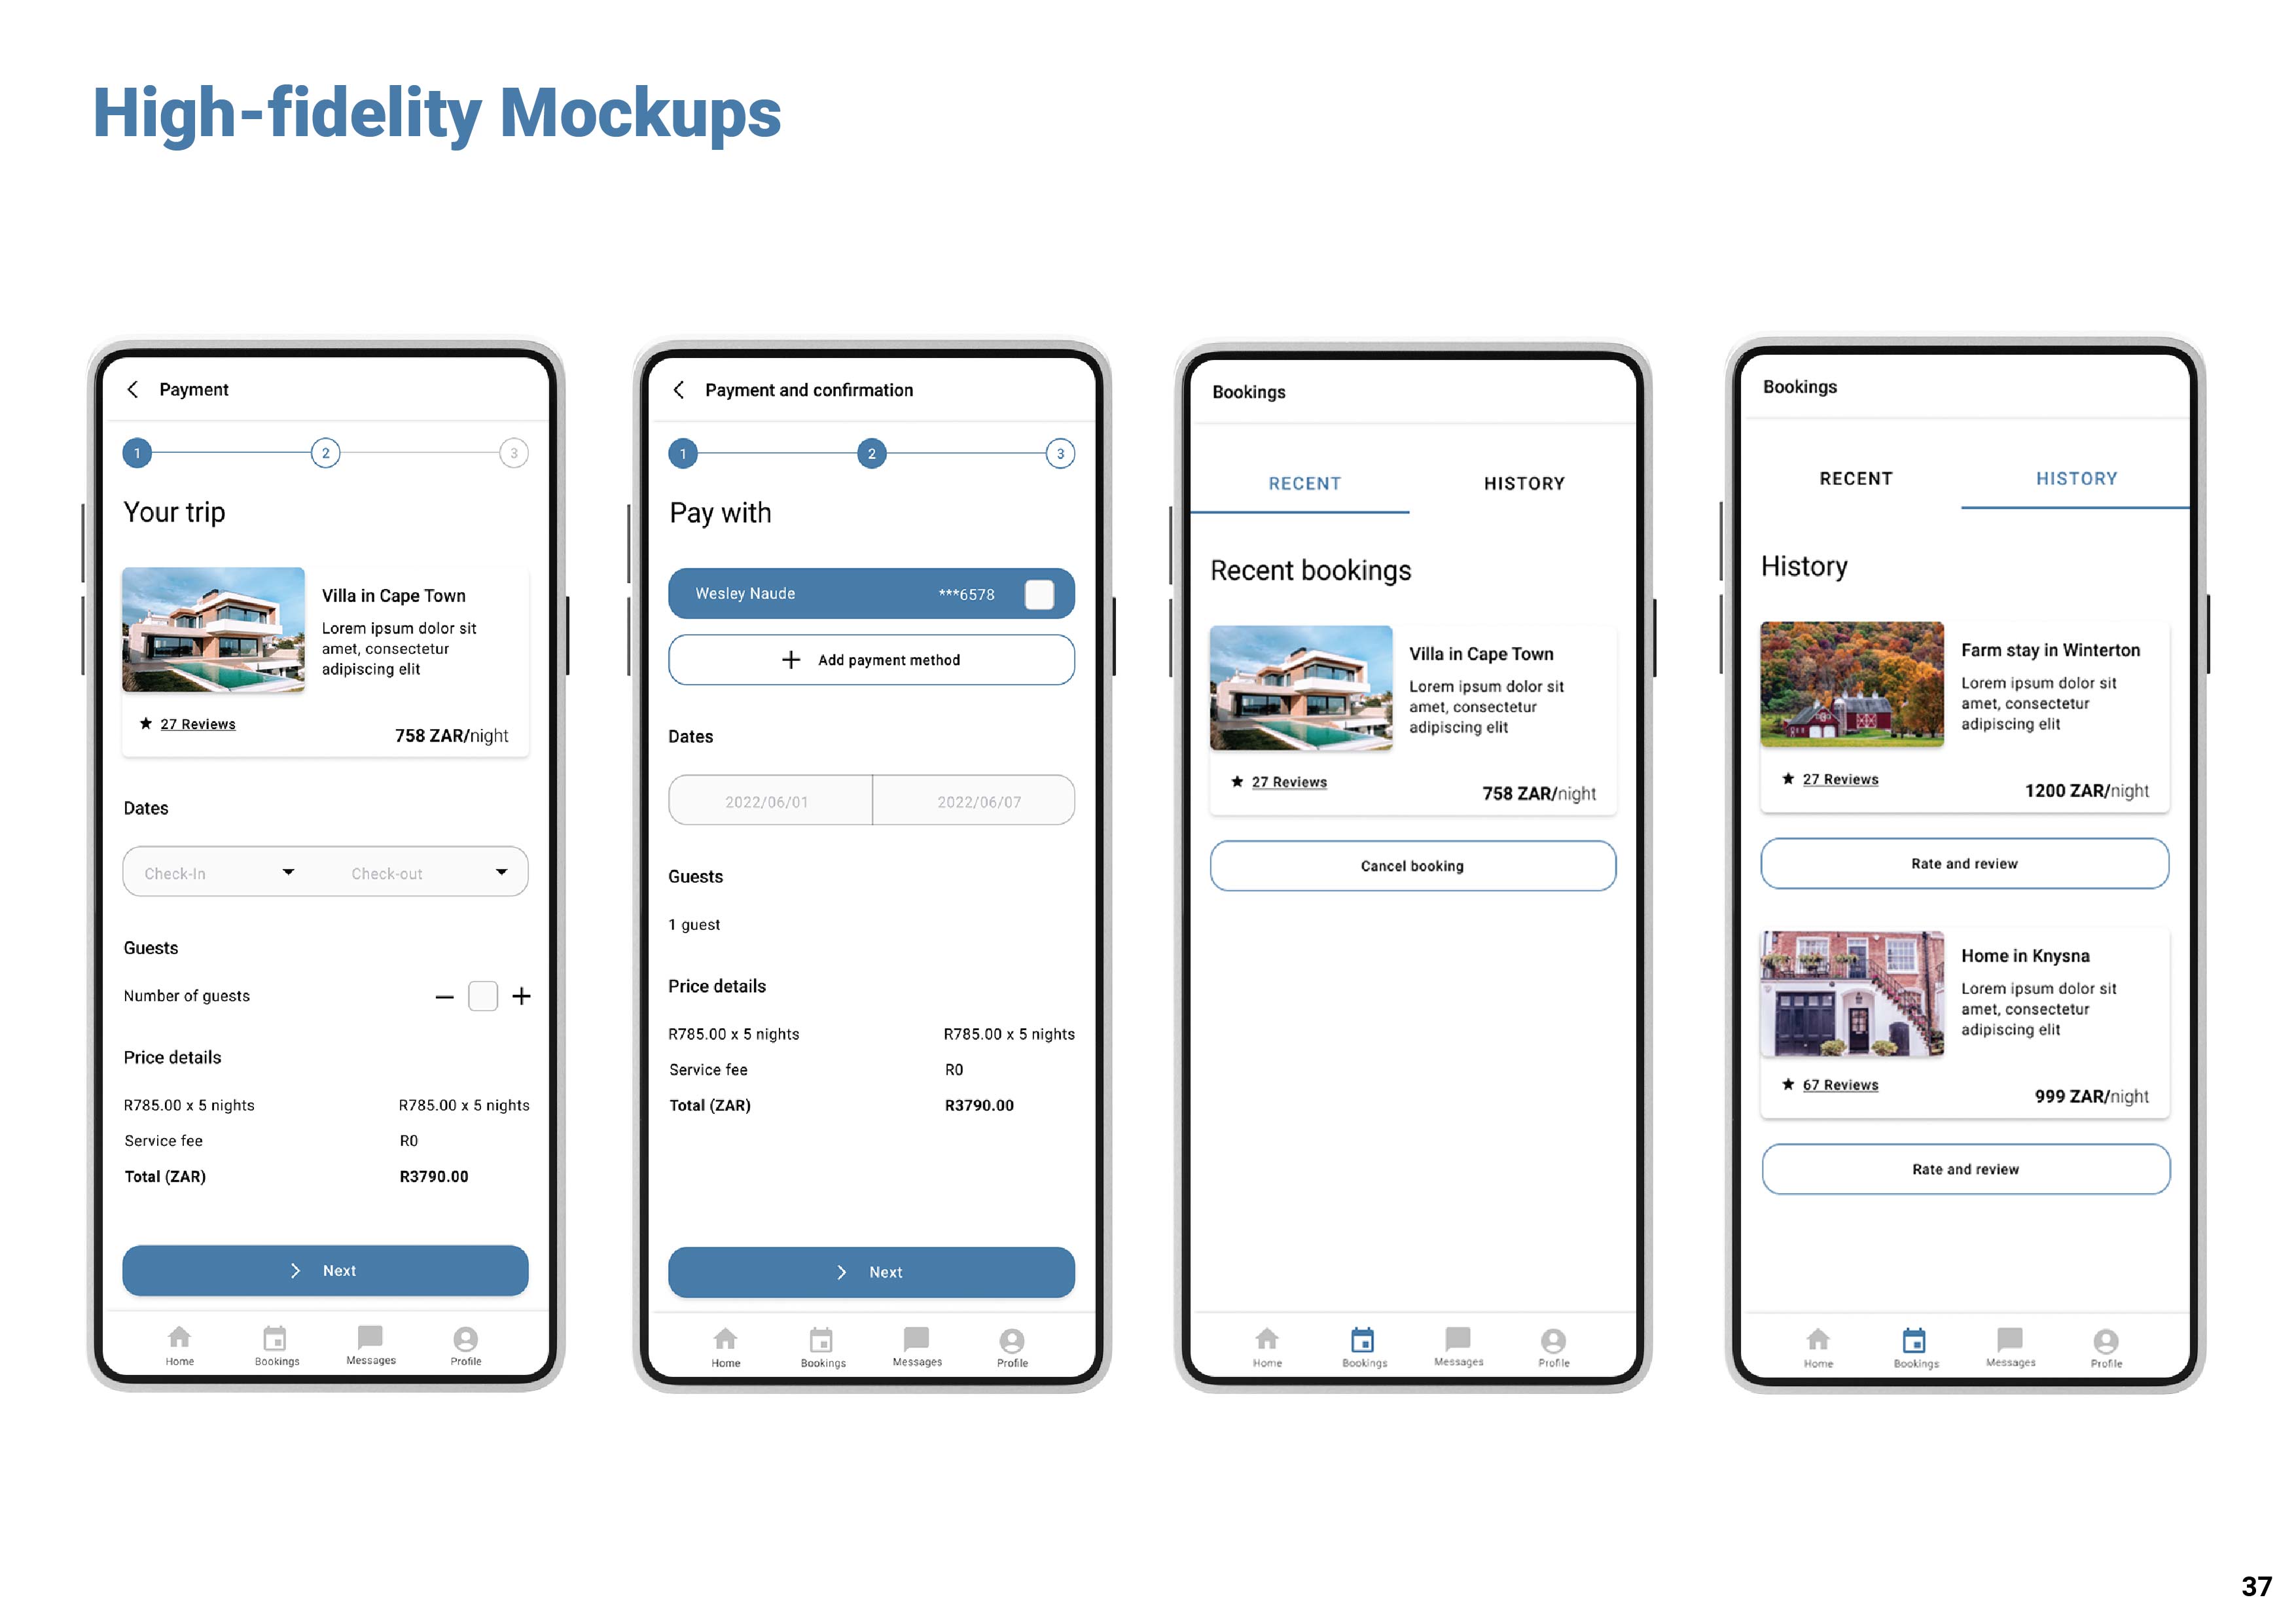 High-fidelity Mockups
Payment
1
2
3
Your trip
Villa in Cape Town
Lorem ipsum dolor sit
amet, consectetur
adipiscing elit
27 Reviews
758 ZAR/night
Dates
Check-In
Check-out
Guests
Number of guests
Price details
R785.00 x 5 nights R785.00 x 5 nights
Service fee R0
Total (ZAR) R3790.00
Next
Home Bookings Messages Profile
Payment and confirmation
1
2
3
Pay with
Wesley Naude ***6578
Add payment method
Dates
2022/06/01 2022/06/07
Guests
1 guest
Price details
R785.00 x 5 nights R785.00 x 5 nights
Service fee R0
Total (ZAR) R3790.00
Next
Home Bookings Messages Profile
Bookings
RECENT HISTORY
Recent bookings
Villa in Cape Town
Lorem ipsum dolor sit
amet, consectetur
adipiscing elit
27 Reviews
758 ZAR/night
Cancel booking
Home Bookings Messages Profile
Bookings
RECENT HISTORY
History
Farm stay in Winterton
Lorem ipsum dolor sit
amet, consectetur
adipiscing elit
27 Reviews
1200 ZAR/night
Rate and review
Home in Knysna
Lorem ipsum dolor sit
amet, consectetur
adipiscing elit
67 Reviews
999 ZAR/night
Rate and review
Home Bookings Messages Profile
37